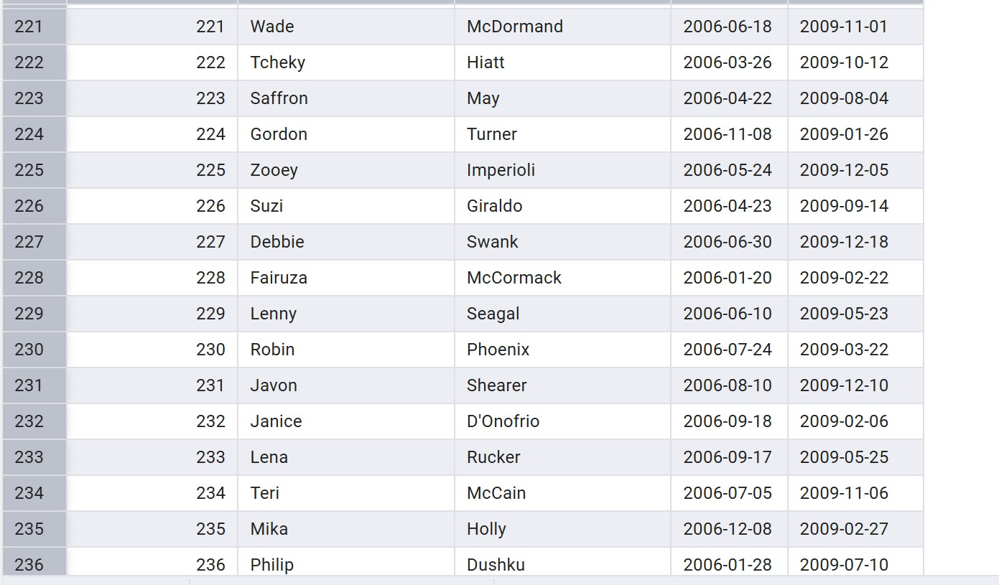 221 221 Wade McDormand 2006-06-18 2009-11-01
222 222 Tcheky Hiatt 2006-03-26 2009-10-12
223 223 Saffron May 2006-04-22 2009-08-04
224 224 Gordon Turner 2006-11-08 2009-01-26
225 225 Zooey Imperioli 2006-05-24 2009-12-05
226 226 Suzi Giraldo 2006-04-23 2009-09-14
227 227 Debbie Swank 2006-06-30 2009-12-18
228 228 Fairuza McCormack 2006-01-20 2009-02-22
229 229 Lenny Seagal 2006-06-10 2009-05-23
230 230 Robin Phoenix 2006-07-24 2009-03-22
231 231 Javon Shearer 2006-08-10 2009-12-10
232 232 Janice D'Onofrio 2006-09-18 2009-02-06
233 233 Lena Rucker 2006-09-17 2009-05-25
234 234 Teri McCain 2006-07-05 2009-11-06
235 235 Mika Holly 2006-12-08 2009-02-27
236 236 Philip Dushku 2006-01-28 2009-07-10